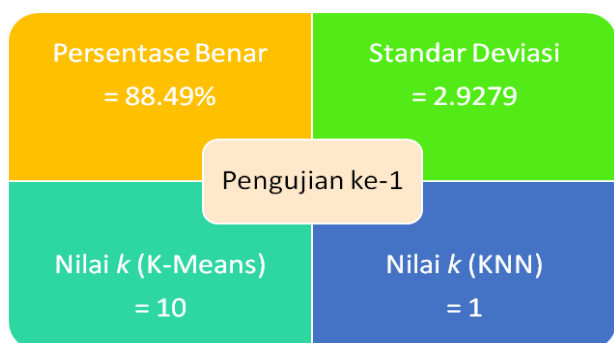 Persentase Benar
= 88.49%
Standar Deviasi
= 2.9279
Pengujian ke-1
Nilai k (K-Means)
= 10
Nilai k (KNN)
= 1